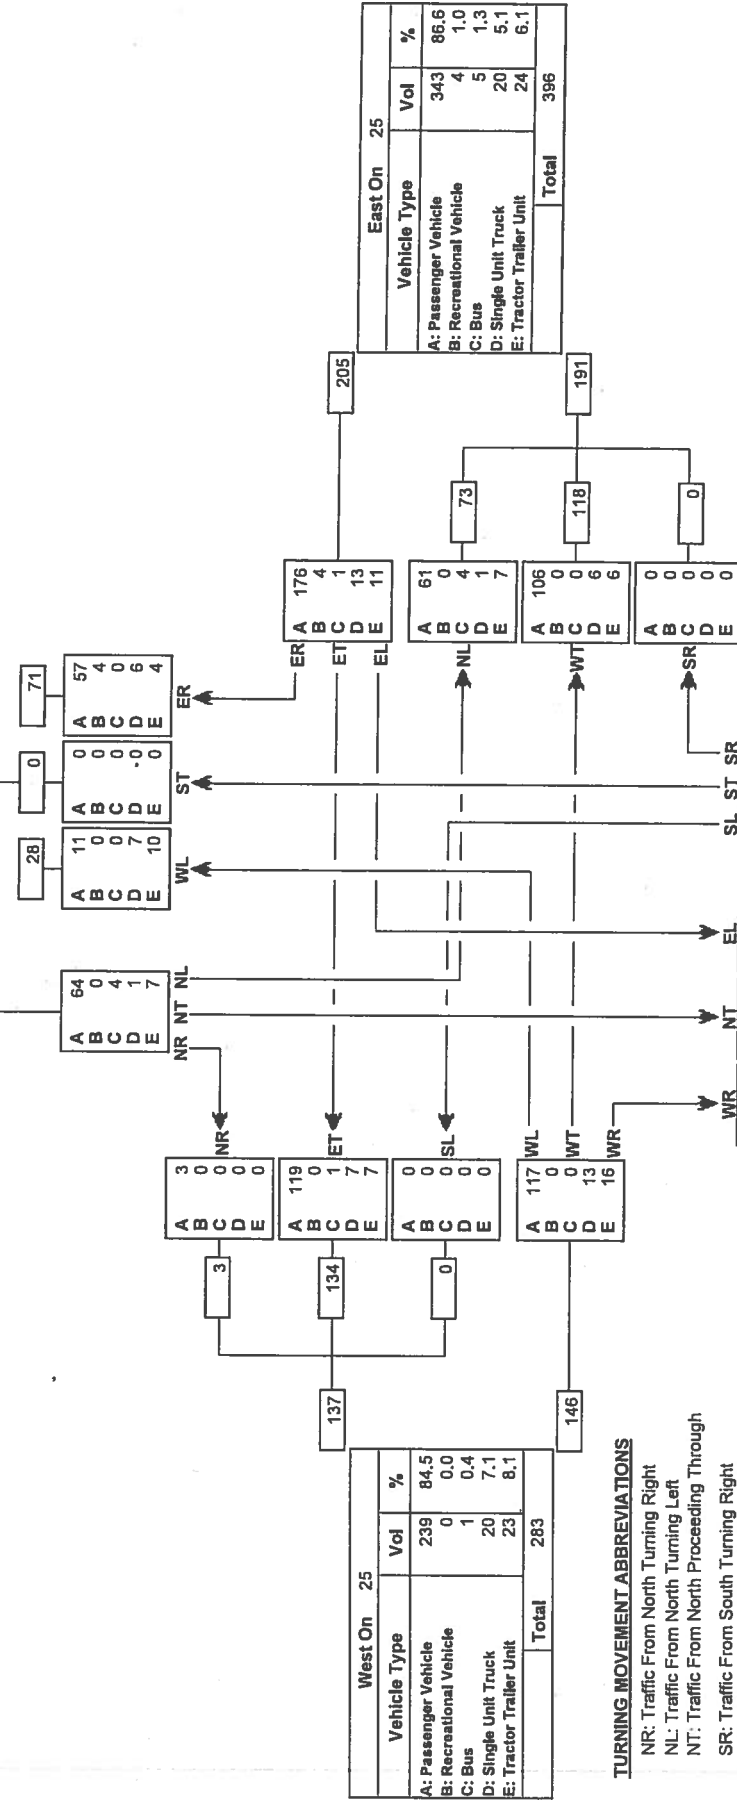 West On 25
Vehicle Type Vol %
A: Passenger Vehicle 239 84.5
B: Recreational Vehicle 0 0.0
C: Bus 1 0.4
D: Single Unit Truck 20 7.1
E: Tractor Trailer Unit 23 8.1
Total 283
137
146
3
134
0
A 3
B 0
C 0
D 0
E 0
NR
A 119
B 0
C 1
D 7
E 7
ET
A 0
B 0
C 0
D 0
E 0
SL
A 117
B 0
C 0
D 13
E 16
WL
WT
WR
A 64
B 0
C 4
D 1
E 7
NR NT NL
28
A 11
B 0
C 0
D 7
E 10
WL
0
A 0
B 0
C 0
D 0
E 0
ST
71
A 57
B 4
C 0
D 6
E 4
ER
ER
ET
EL
A 176
B 4
C 1
D 13
E 11
205
NL
A 61
B 0
C 4
D 1
E 7
73
WT
A 106
B 0
C 0
D 6
E 6
118
SR
A 0
B 0
C 0
D 0
E 0
0
191
East On 25
Vehicle Type Vol %
A: Passenger Vehicle 343 86.6
B: Recreational Vehicle 4 1.0
C: Bus 5 1.3
D: Single Unit Truck 20 5.1
E: Tractor Trailer Unit 24 6.1
Total 396
WR NT EL SL ST SR
TURNING MOVEMENT ABBREVIATIONS
NR: Traffic From North Turning Right
NL: Traffic From North Turning Left
NT: Traffic From North Proceeding Through
SR: Traffic From South Turning Right